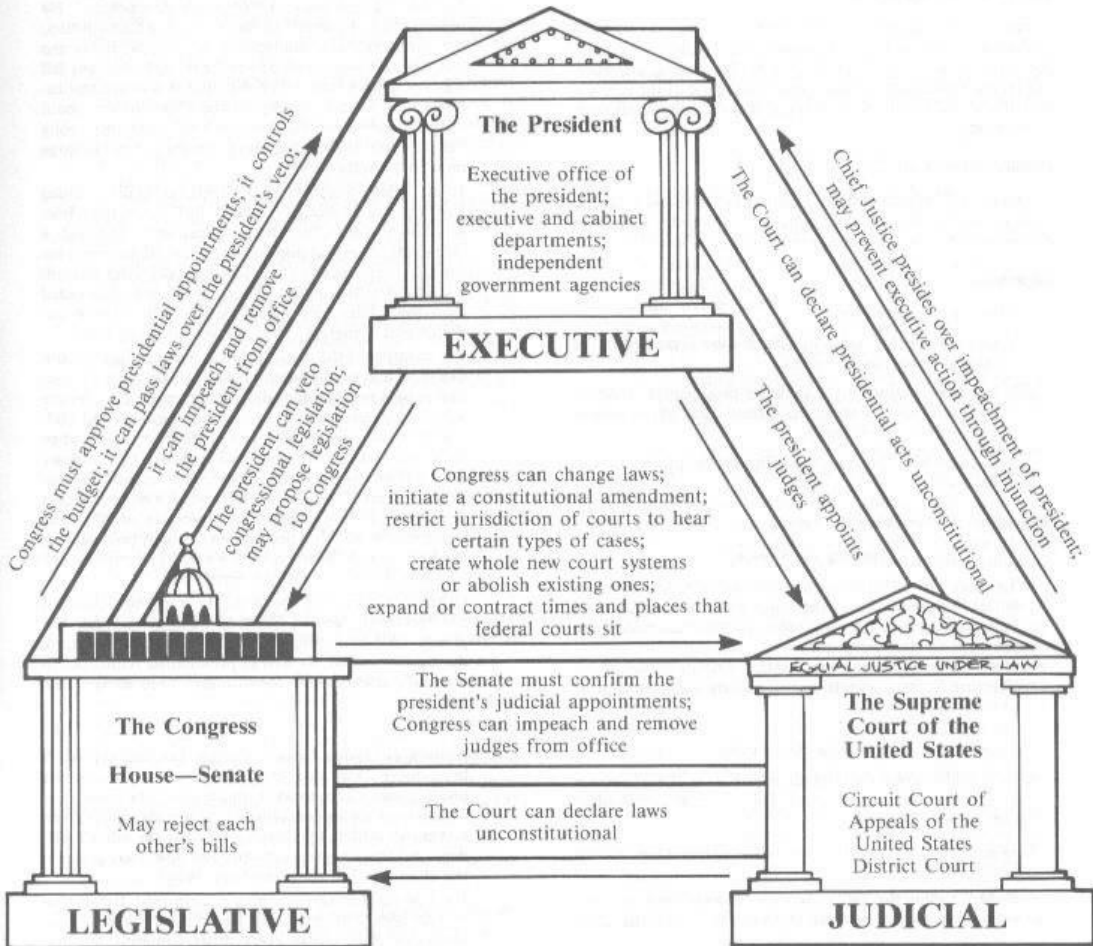 The President
Executive office of
the president;
executive and cabinet
departments;
independent
government agencies
EXECUTIVE
Congress must approve presidential appointments; it controls
the budget; it can pass laws over the president's veto;
it can impeach and remove
the president from office
The president can veto
congressional legislation;
may propose legislation
to Congress
Chief Justice presides over impachment of president;
may prevent executive action through injunction
The Court can declare presidential acts unconstitutional
The president appoints
judges
Congress can change laws;
initiate a constitutional amendment;
restrict jurisdiction of courts to hear
certain types of cases;
create whole new court systems
or abolish existing ones;
expand or contract times and places that
federal courts sit
The Senate must confirm the
president's judicial appointments;
Congress can impeach and remove
judges from office
The Court can declare laws
unconstitutional
The Congress
House—Senate
May reject each
other's bills
LEGISLATIVE
EQUAL JUSTICE UNDER LAW
The Supreme
Court of the
United States
Circuit Court of
Appeals of the
United States
District Court
JUDICIAL